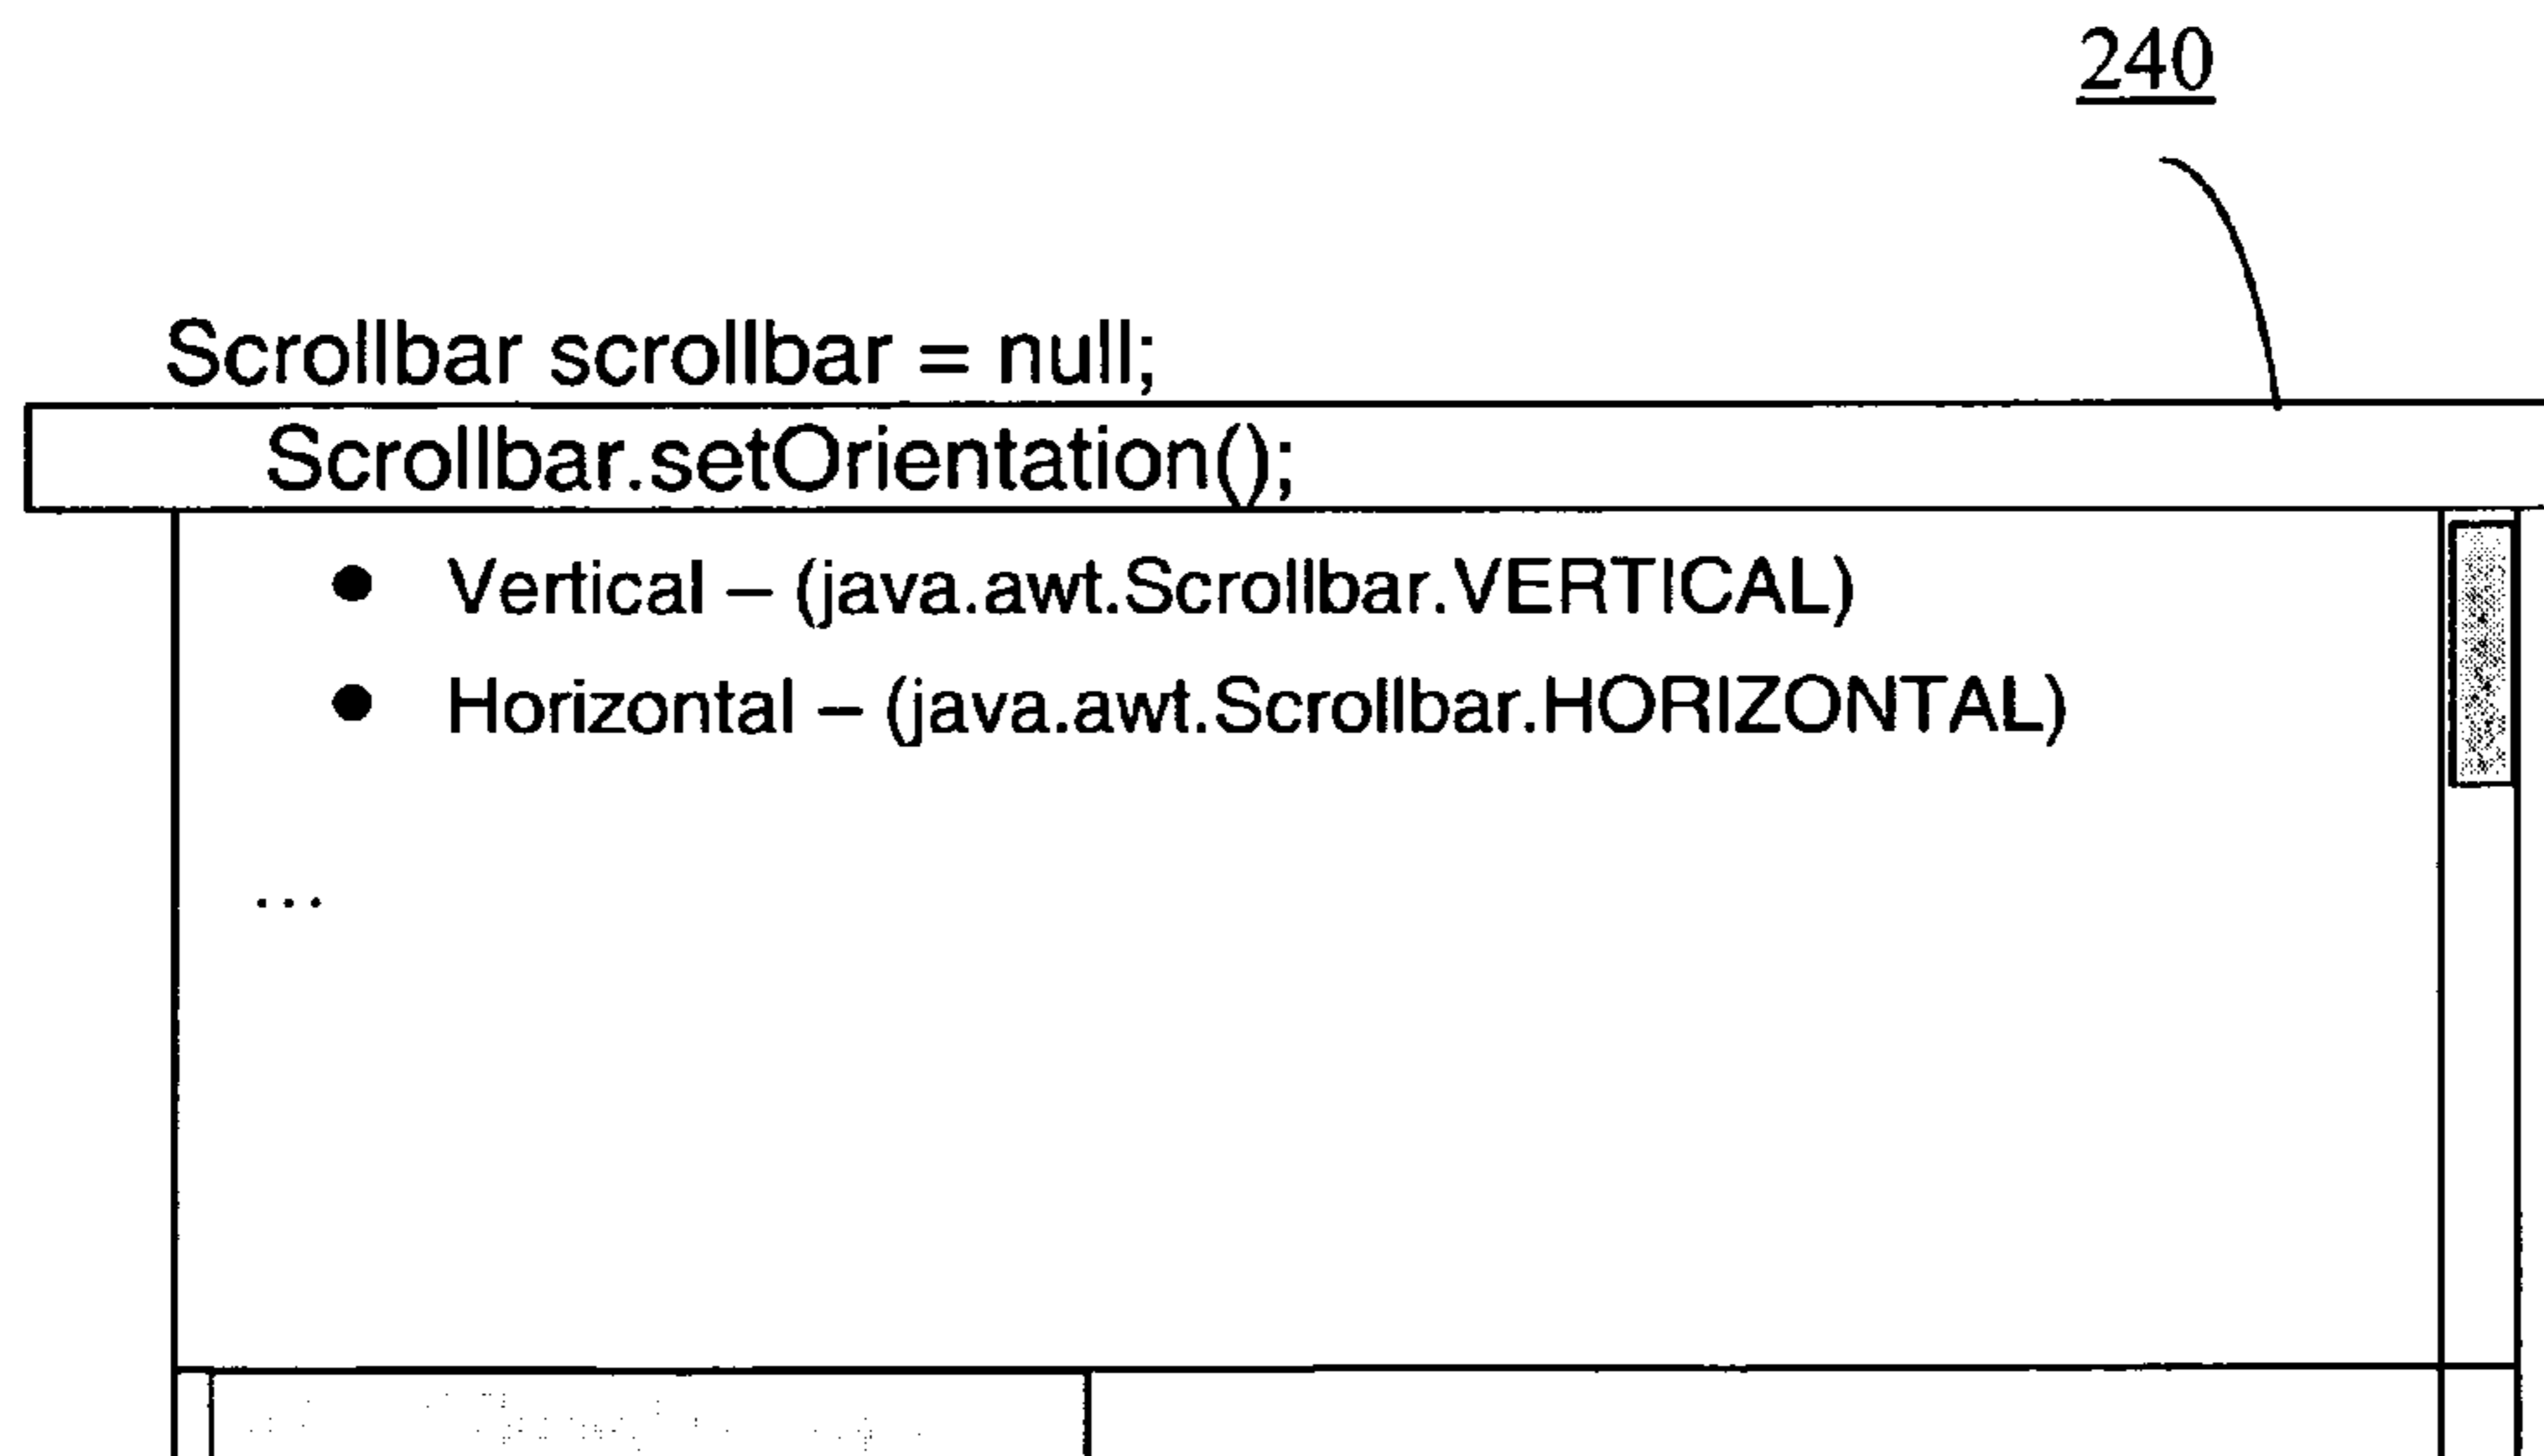 240
Scrollbar scrollbar = null;
Scrollbar.setOrientation();
● Vertical – (java.awt.Scrollbar.VERTICAL)
● Horizontal – (java.awt.Scrollbar.HORIZONTAL)
...